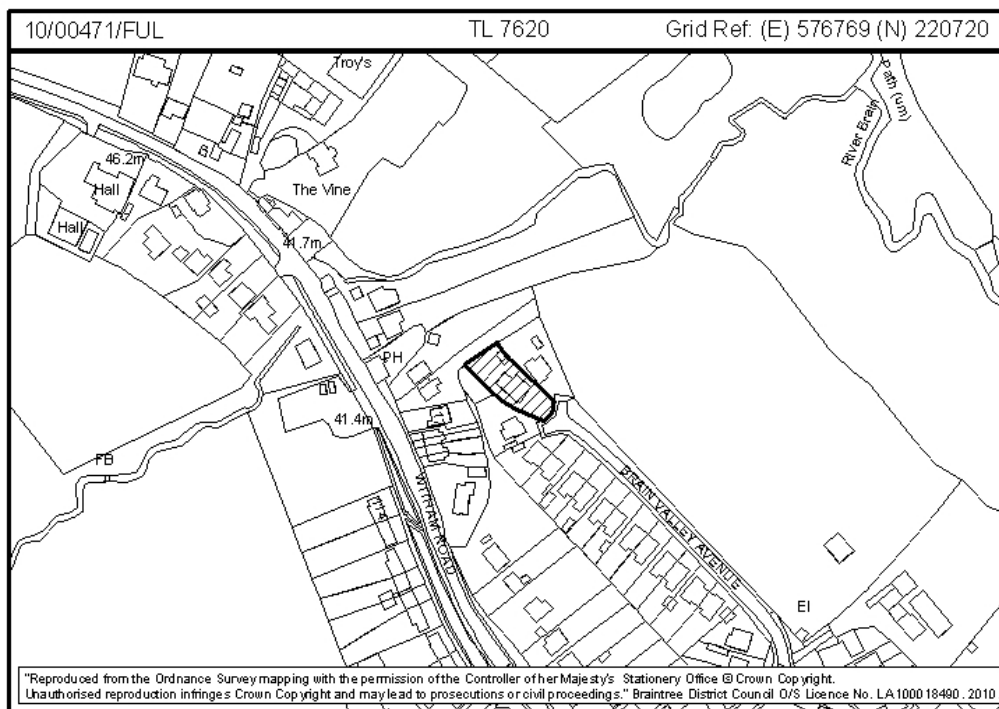 10/00471/FUL TL 7620 Grid Ref: (E) 576769 (N) 220720
Troy's
Path (um)
River Brain
46.2m
Hall
The Vine
Hall
41.7m
PH
41.4m
FB
WITHAM ROAD
BRAIN VALLEY AVENUE
114
El
"Reproduced from the Ordnance Survey mapping with the permission of the Controller of her Majesty's Stationery Office © Crown Copyright.
Unauthorised reproduction infringes Crown Copyright and may lead to prosecutions or civil proceedings." Braintree District Council O/S Licence No. LA 100018490. 2010